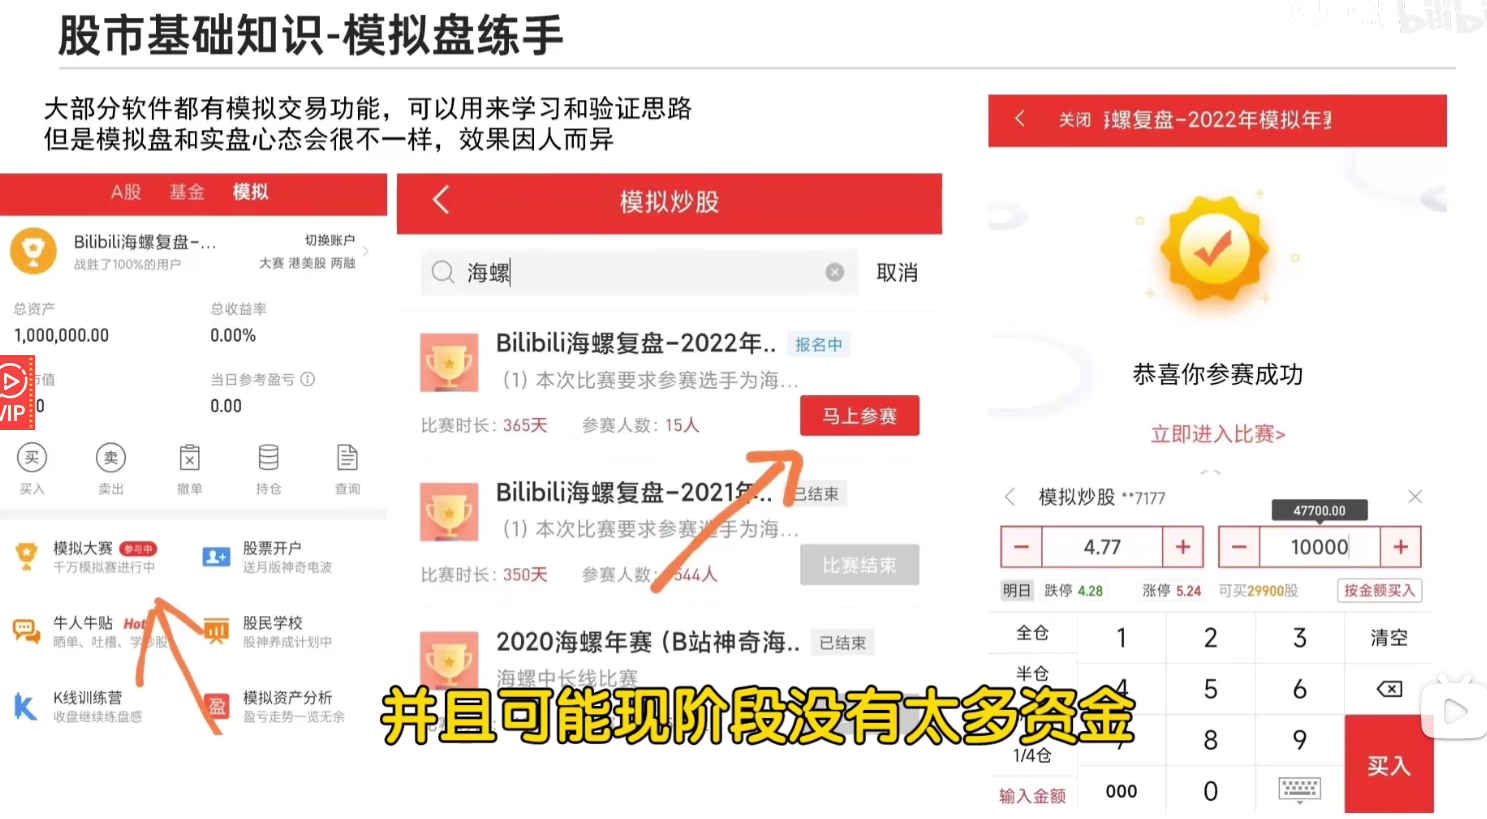 股市基础知识-模拟盘练手
bilibili
大部分软件都有模拟交易功能，可以用来学习和验证思路
但是模拟盘和实盘心态会很不一样，效果因人而异
A股 基金 模拟
Bilibili海螺复盘-...
战胜了100%的用户
切换账户
大赛 港美股 两融
总资产
总收益率
1,000,000.00
0.00%
市值
当日参考盈亏
0
0.00
VIP
买 卖
买入 卖出 撤单 持仓 查询
模拟大赛 参与中
千万模拟赛进行中
股票开户
送月版神奇电波
牛人牛贴 Hot
晒单、吐槽、学炒股
股民学校
股神养成计划中
K线训练营
收盘继续练盘感
盈
模拟资产分析
盈亏走势一览无余
模拟炒股
海螺
取消
Bilibili海螺复盘-2022年.. 报名中
（1）本次比赛要求参赛选手为海...
比赛时长：365天 参赛人数：15人
马上参赛
Bilibili海螺复盘-2021年.. 已结束
（1）本次比赛要求参赛选手为海...
比赛时长：350天 参赛人数：544人
比赛结束
2020海螺年赛（B站神奇海.. 已结束
海螺中长线比赛
关闭 海螺复盘-2022年模拟年赛
恭喜你参赛成功
立即进入比赛>
模拟炒股 **7177
47700.00
− 4.77 +
− 10000 +
明日 跌停 4.28 涨停 5.24 可买29900股 按金额买入
全仓
半仓
1/4仓
输入金额
1 2 3 清空
4 5 6
7 8 9
000 0
买入
并且可能现阶段没有太多资金